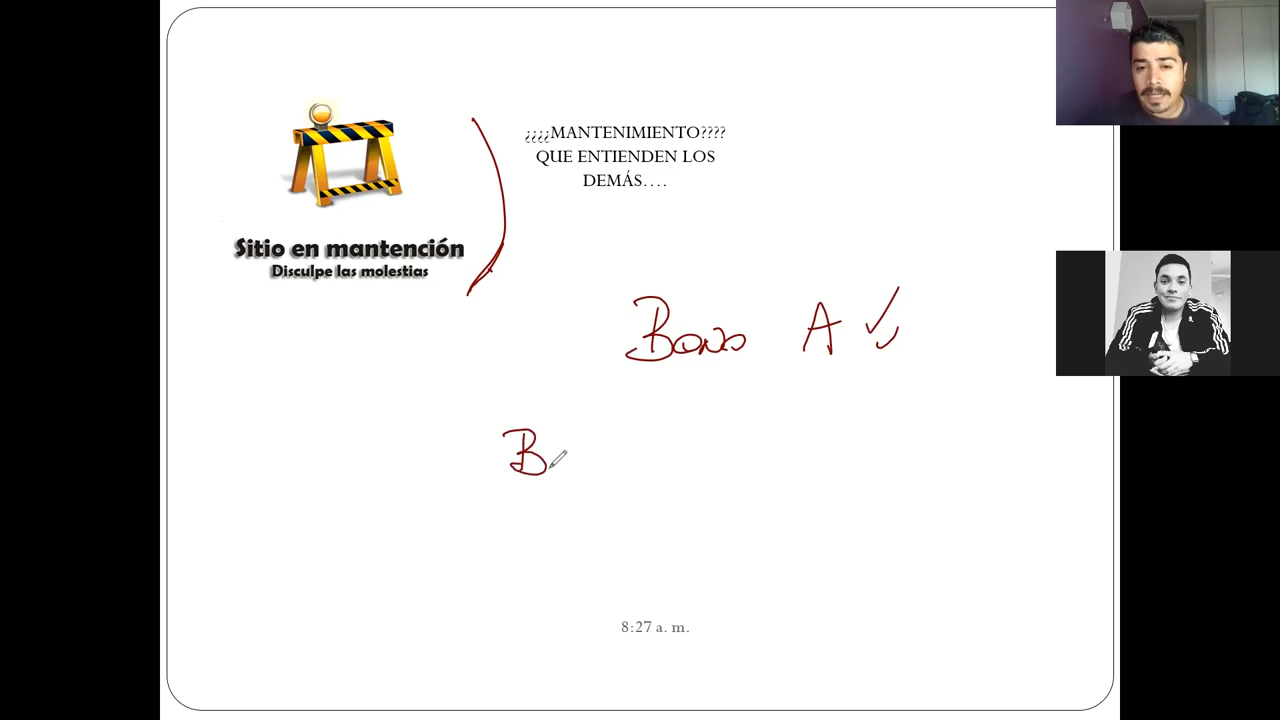 ¿¿¿¿MANTENIMIENTO????
QUE ENTIENDEN LOS
DEMÁS….
Sitio en mantención
Disculpe las molestias
Bono A
B
8:27 a. m.